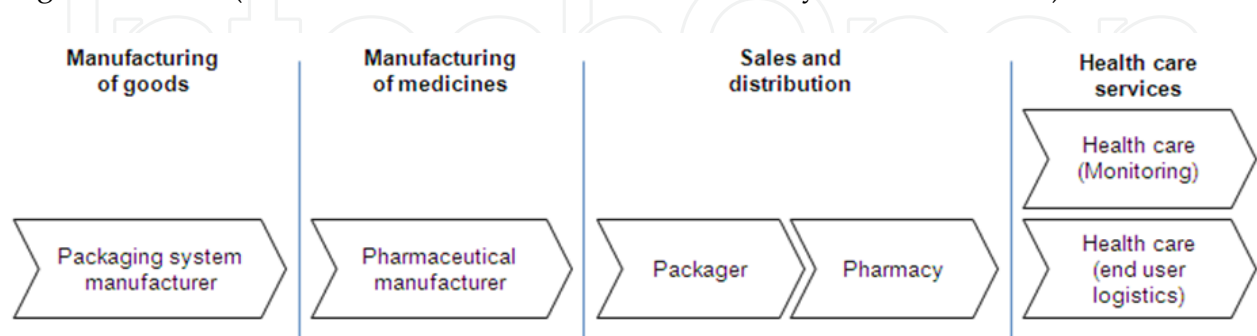 Manufacturing
of goods
Manufacturing
of medicines
Sales and
distribution
Health care
services
Health care
(Monitoring)
Packaging system
manufacturer
Pharmaceutical
manufacturer
Packager
Pharmacy
Health care
(end user
logistics)